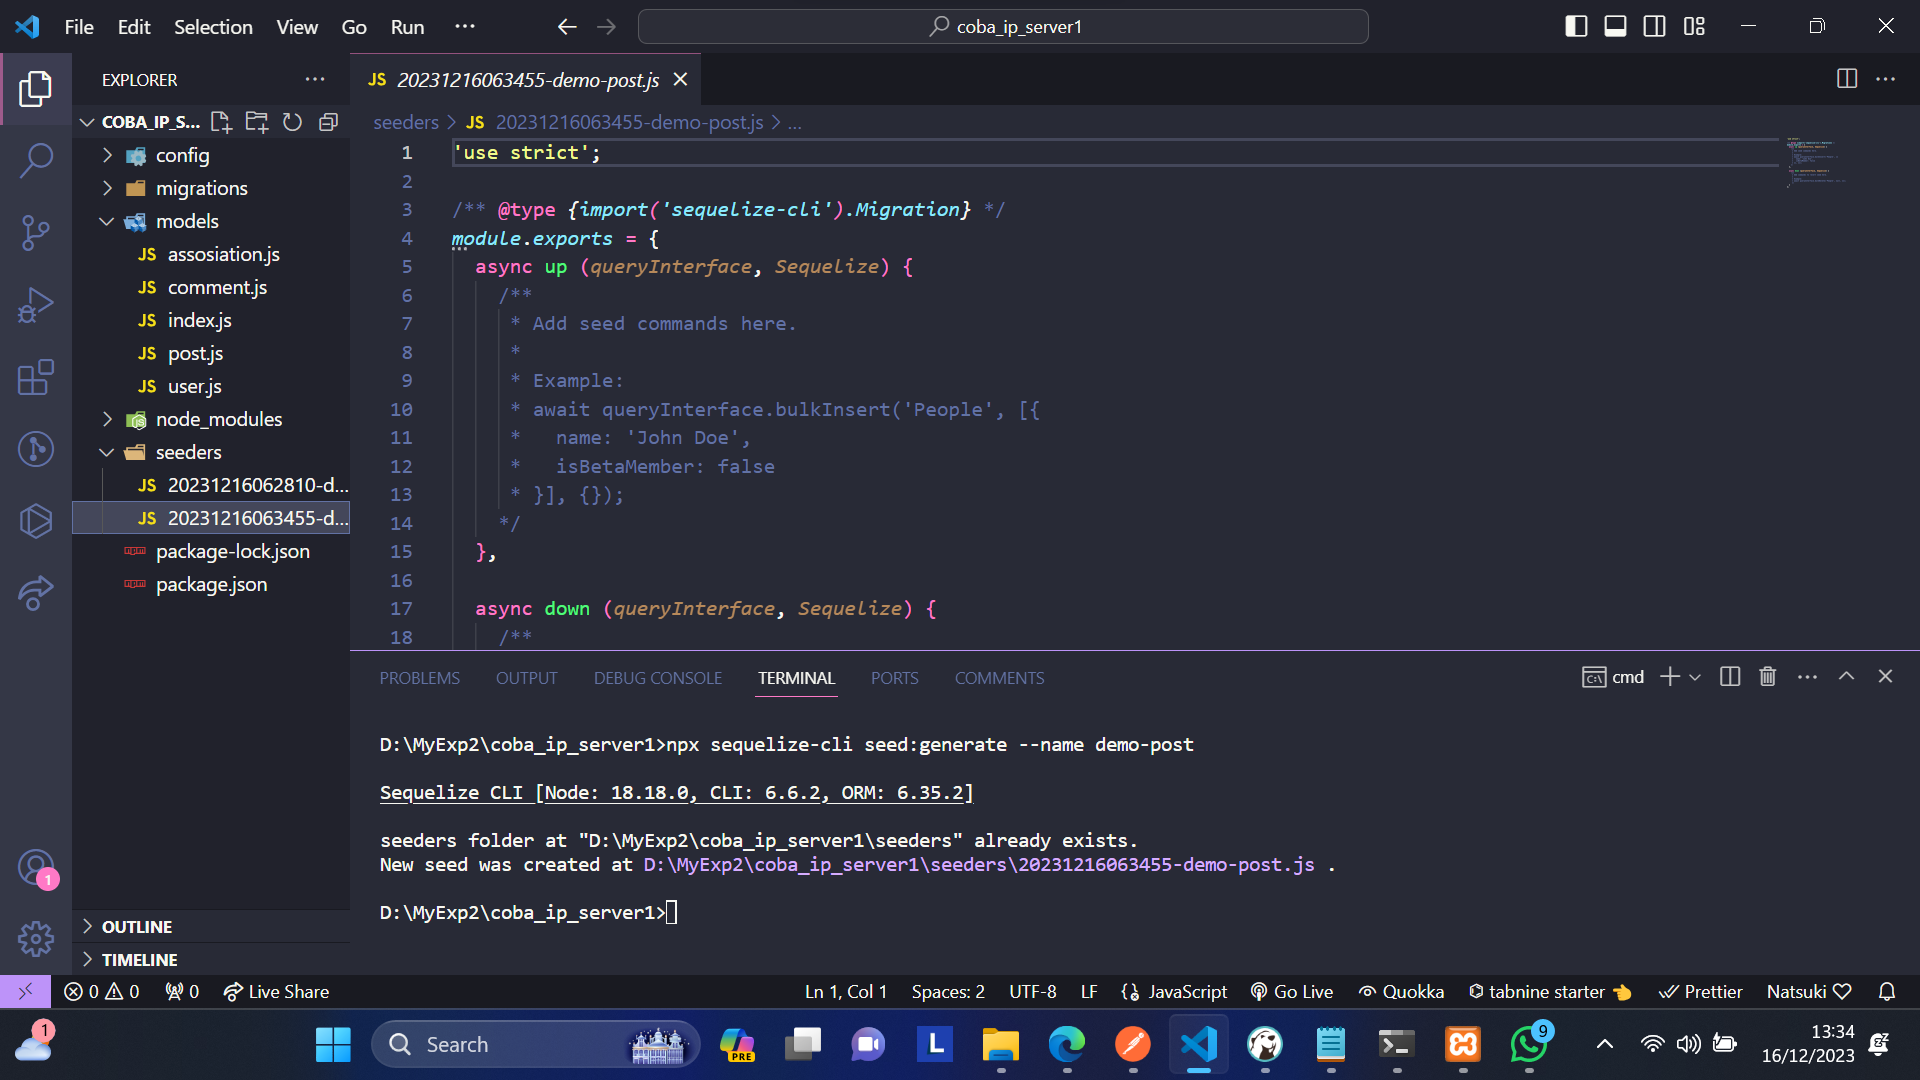 File Edit Selection View Go Run ···
coba_ip_server1
EXPLORER ···
COBA_IP_S...
config
migrations
models
JS assosiation.js
JS comment.js
JS index.js
JS post.js
JS user.js
node_modules
seeders
JS 20231216062810-d...
JS 20231216063455-d...
package-lock.json
package.json
OUTLINE
TIMELINE
1
JS 20231216063455-demo-post.js
seeders > JS 20231216063455-demo-post.js > ...
1 'use strict';
2
3 /** @type {import('sequelize-cli').Migration} */
4 module.exports = {
5 async up (queryInterface, Sequelize) {
6 /**
7 * Add seed commands here.
8 *
9 * Example:
10 * await queryInterface.bulkInsert('People', [{
11 *   name: 'John Doe',
12 *   isBetaMember: false
13 * }], {});
14 */
15 },
16
17 async down (queryInterface, Sequelize) {
18 /**
PROBLEMS OUTPUT DEBUG CONSOLE TERMINAL PORTS COMMENTS
cmd
D:\MyExp2\coba_ip_server1>npx sequelize-cli seed:generate --name demo-post
Sequelize CLI [Node: 18.18.0, CLI: 6.6.2, ORM: 6.35.2]
seeders folder at "D:\MyExp2\coba_ip_server1\seeders" already exists.
New seed was created at D:\MyExp2\coba_ip_server1\seeders\20231216063455-demo-post.js .
D:\MyExp2\coba_ip_server1>
0 0 0 Live Share Ln 1, Col 1 Spaces: 2 UTF-8 LF JavaScript Go Live Quokka tabnine starter Prettier Natsuki
1 Search PRE L 9 13:34
16/12/2023